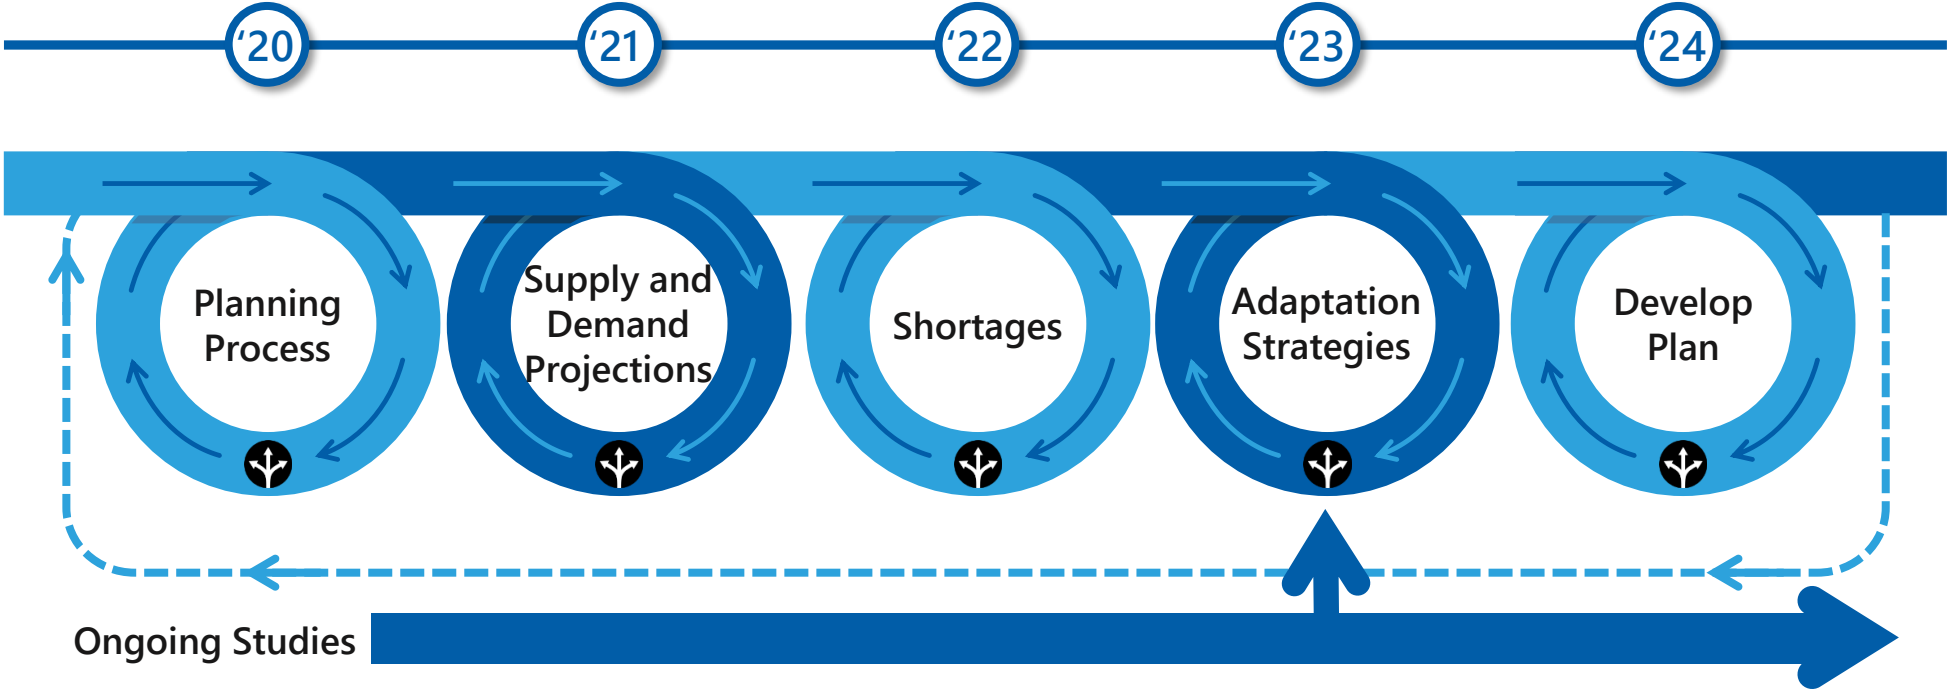 ‘20
‘21
‘22
‘23
‘24
Planning
Process
Supply and
Demand
Projections
Shortages
Adaptation
Strategies
Develop
Plan
Ongoing Studies